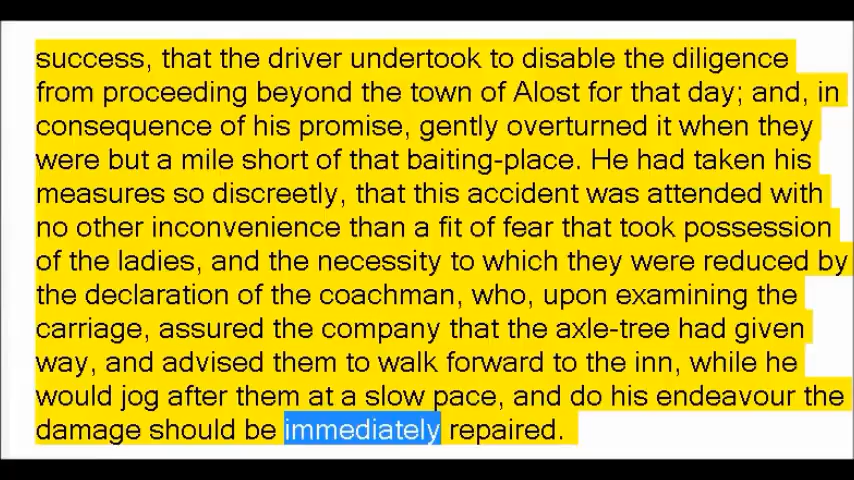 success, that the driver undertook to disable the diligence
from proceeding beyond the town of Alost for that day; and, in
consequence of his promise, gently overturned it when they
were but a mile short of that baiting-place. He had taken his
measures so discreetly, that this accident was attended with
no other inconvenience than a fit of fear that took possession
of the ladies, and the necessity to which they were reduced by
the declaration of the coachman, who, upon examining the
carriage, assured the company that the axle-tree had given
way, and advised them to walk forward to the inn, while he
would jog after them at a slow pace, and do his endeavour the
damage should be immediately repaired.